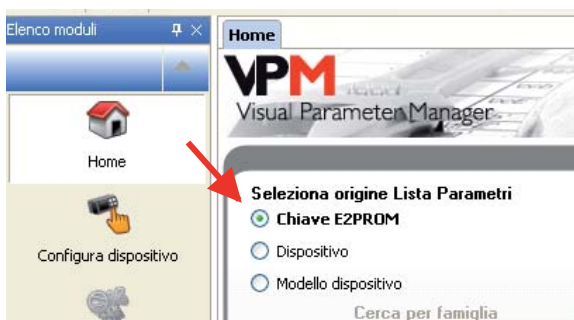 Elenco moduli
Home
Configura dispositivo
Home
VPM
Visual Parameter Manager
Seleziona origine Lista Parametri
Chiave E2PROM
Dispositivo
Modello dispositivo
Cerca per famiglia